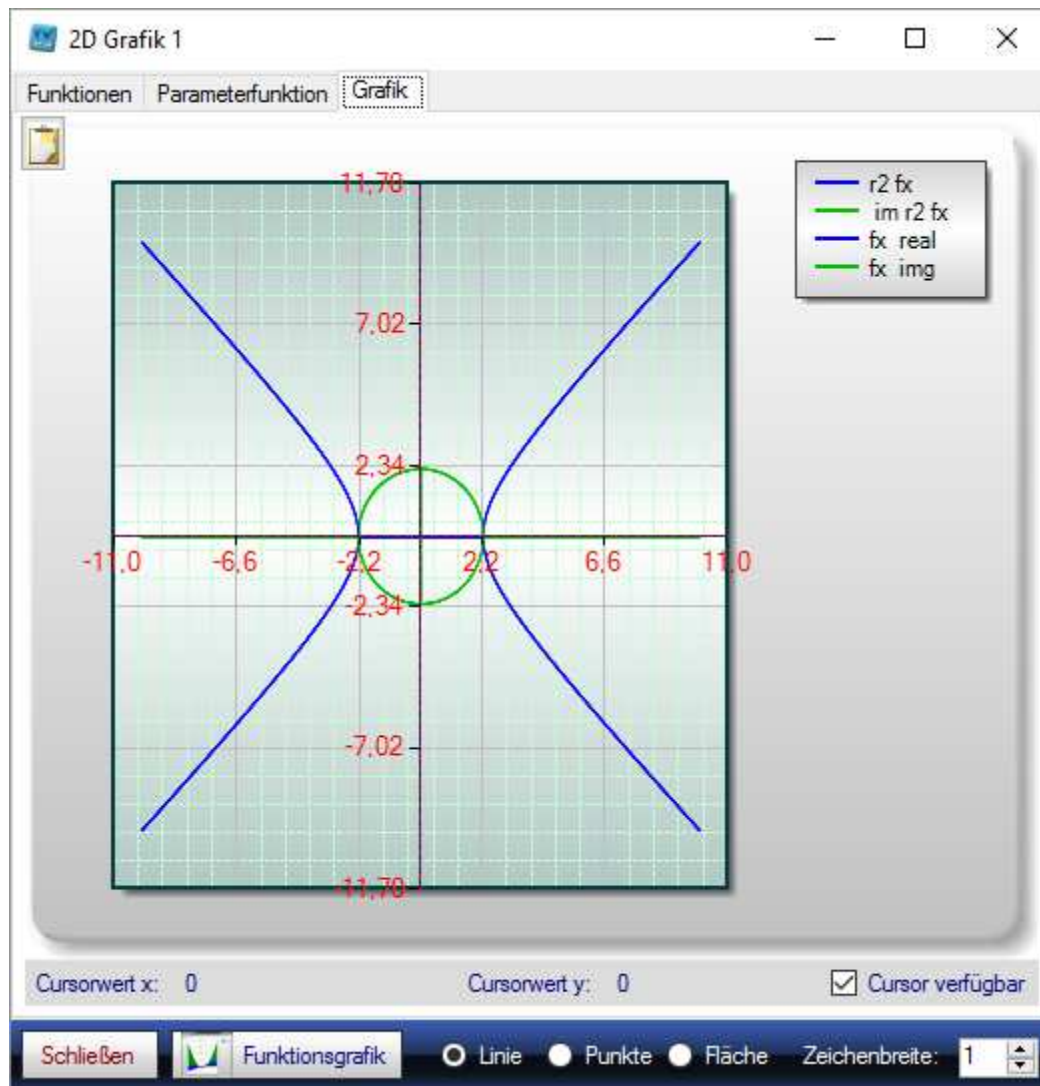 2D Grafik 1
Funktionen Parameterfunktion Grafik
r2 fx
im r2 fx
fx real
fx img
11,70
7,02
2,34
-11,0 -6,6 -2,2 2,2 6,6 11,0
-2,34
-7,02
-11,70
Cursorwert x: 0 Cursorwert y: 0 Cursor verfügbar
Schließen Funktionsgrafik Linie Punkte Fläche Zeichenbreite: 1